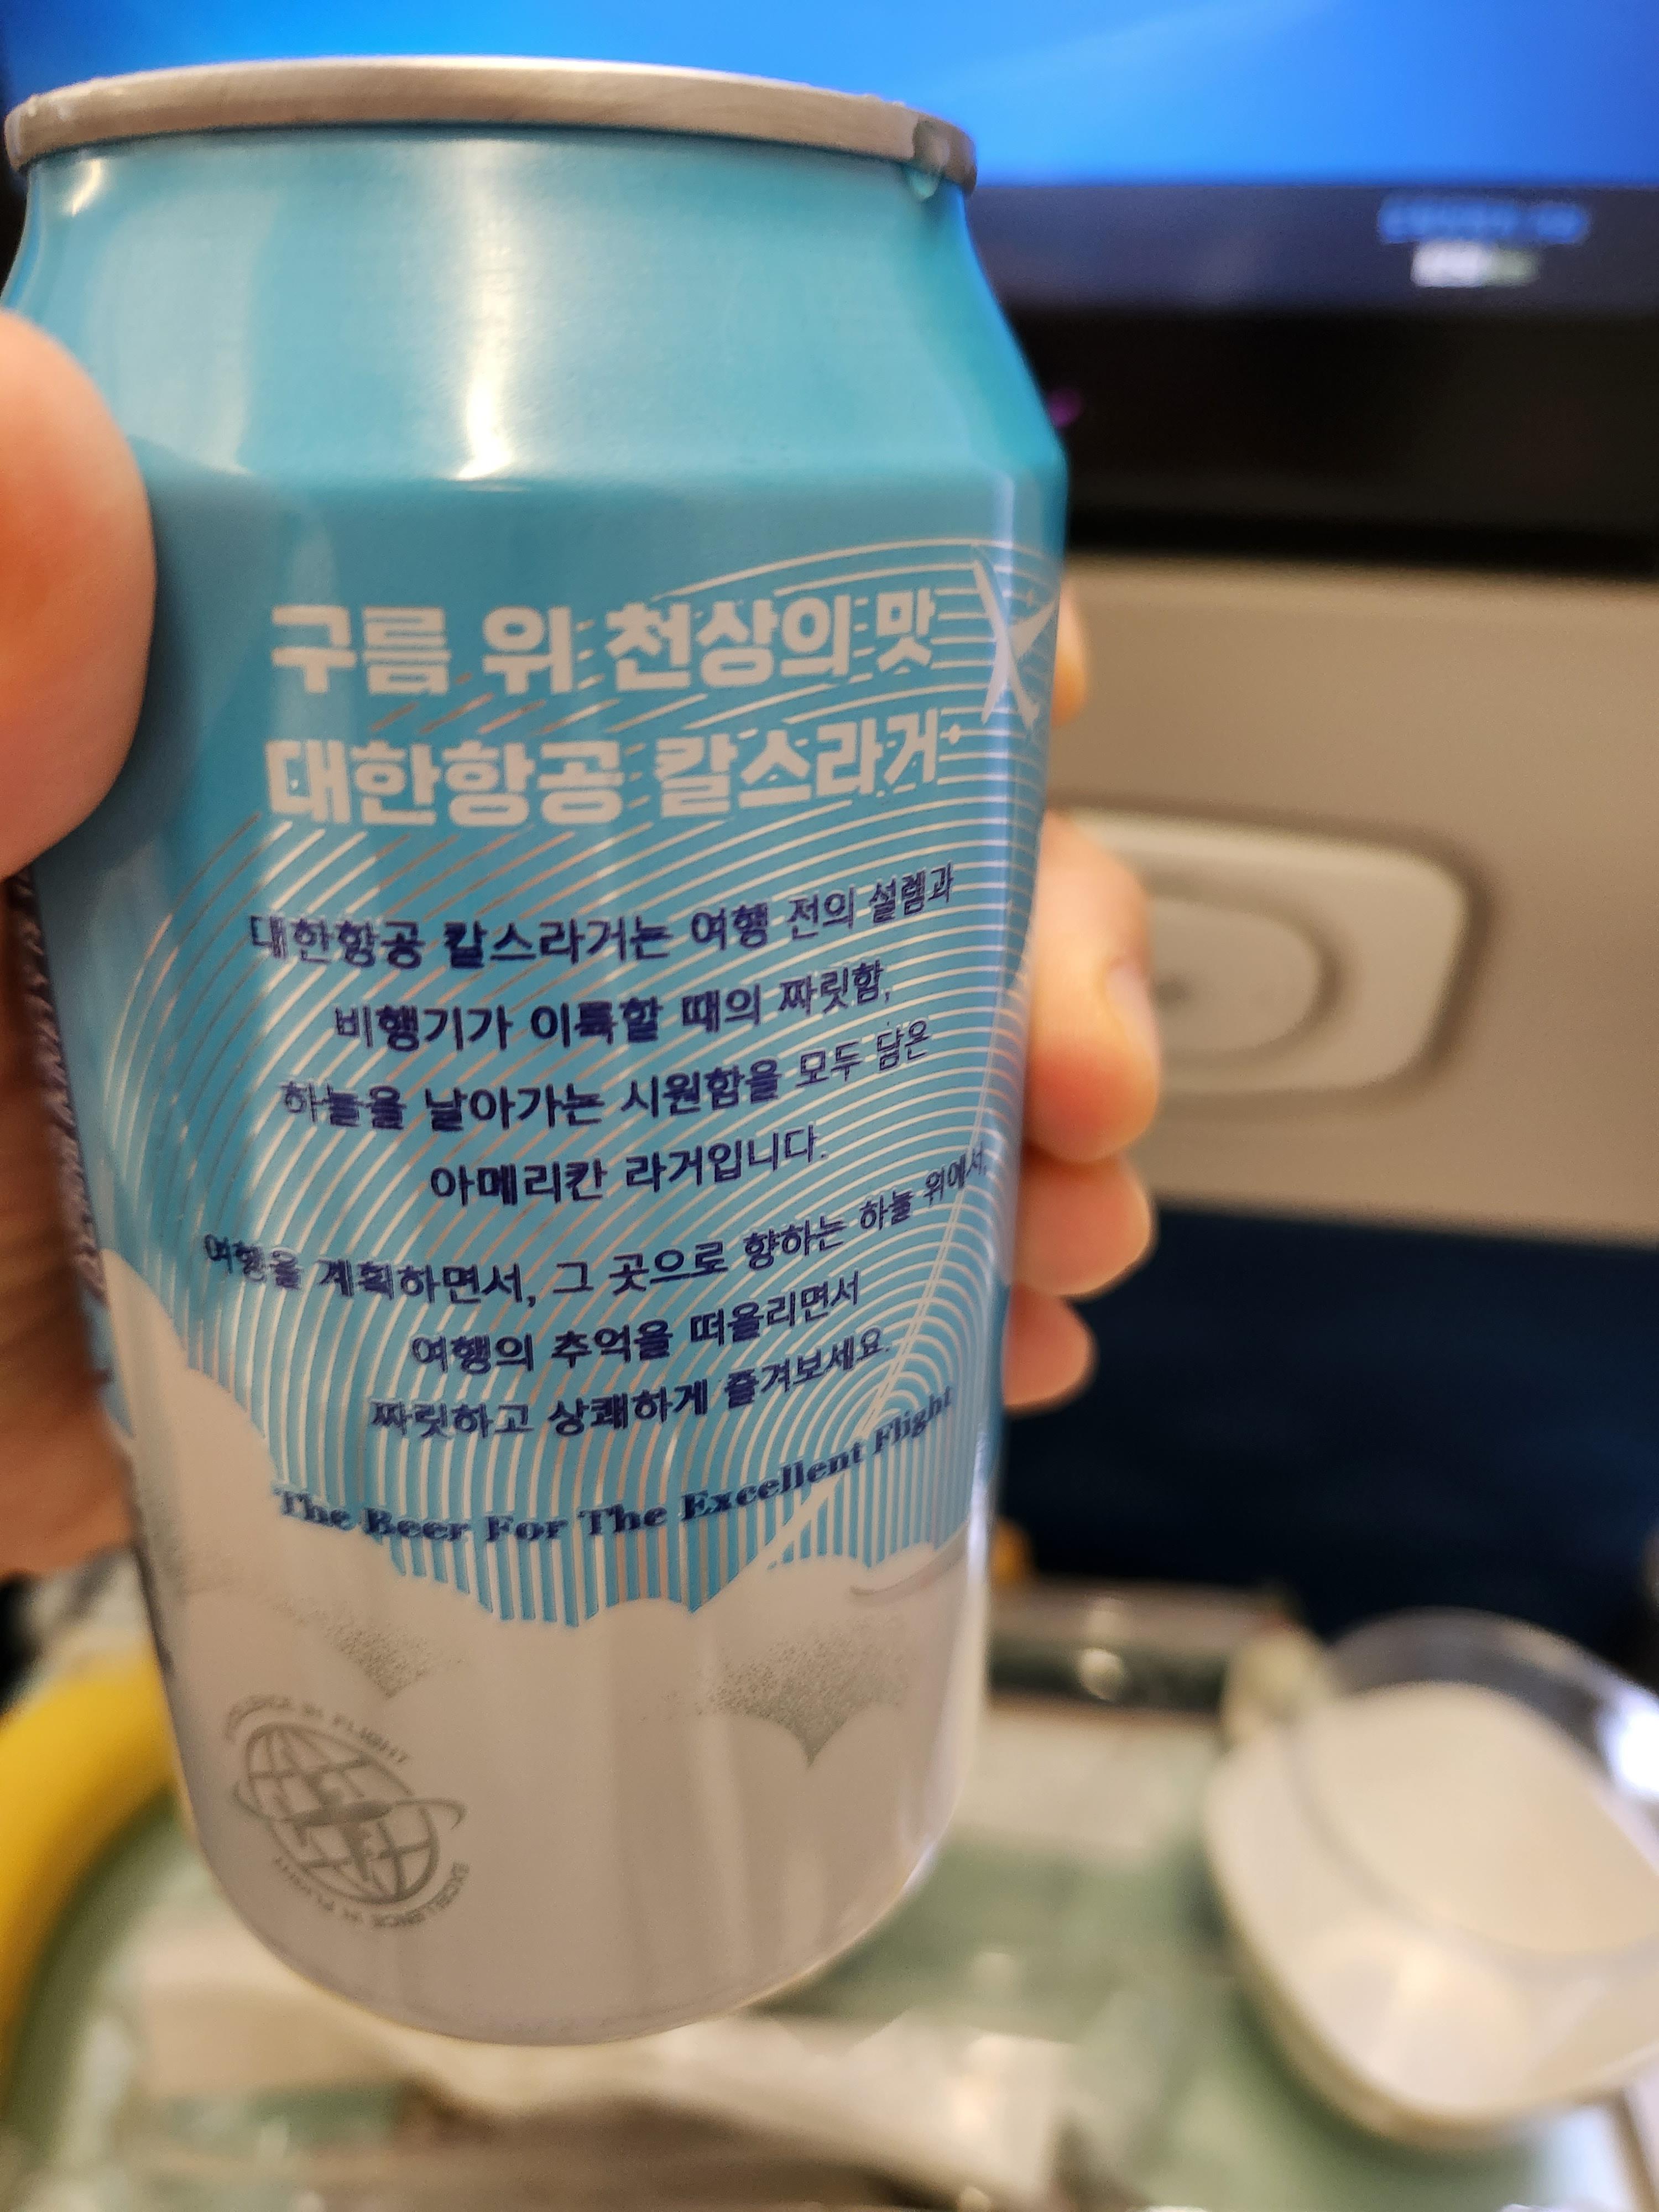 구름 위 천상의 맛
대한항공 칼스라거
대한항공 칼스라거는 여행 전의 설렘과
비행기가 이륙할 때의 짜릿함,
하늘을 날아가는 시원함을 모두 담은
아메리칸 라거입니다.
여행을 계획하면서, 그 곳으로 향하는 하늘 위에서,
여행의 추억을 떠올리면서
짜릿하고 상쾌하게 즐겨보세요.
The Beer For The Excellent Flight
EXCELLENCE IN FLIGHT
EXCELLENCE IN FLIGHT